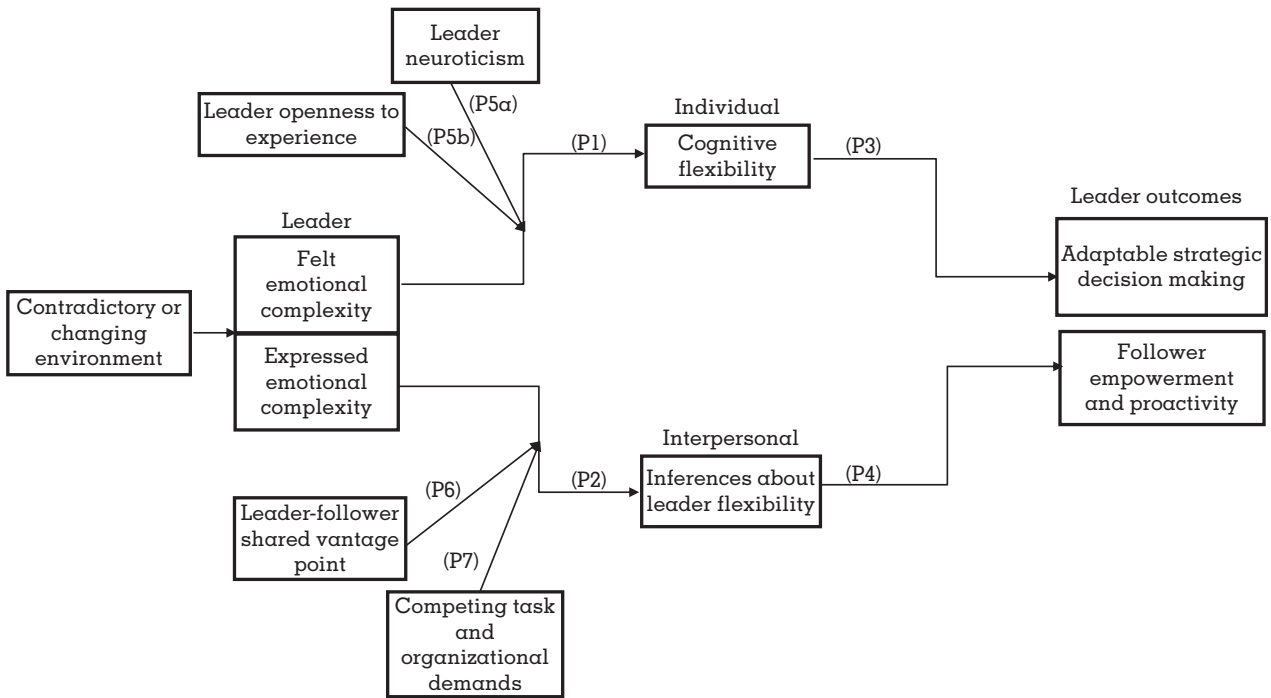 Leader
neuroticism
(P5a)
Leader openness to
experience
(P5b)
(P1)
Individual
Cognitive
flexibility
(P3)
Leader outcomes
Adaptable strategic
decision making
Leader
Felt
emotional
complexity
Contradictory or
changing
environment
Expressed
emotional
complexity
Follower
empowerment
and proactivity
Interpersonal
Inferences about
leader flexibility
(P2)
(P4)
(P6)
Leader-follower
shared vantage
point
(P7)
Competing task
and
organizational
demands